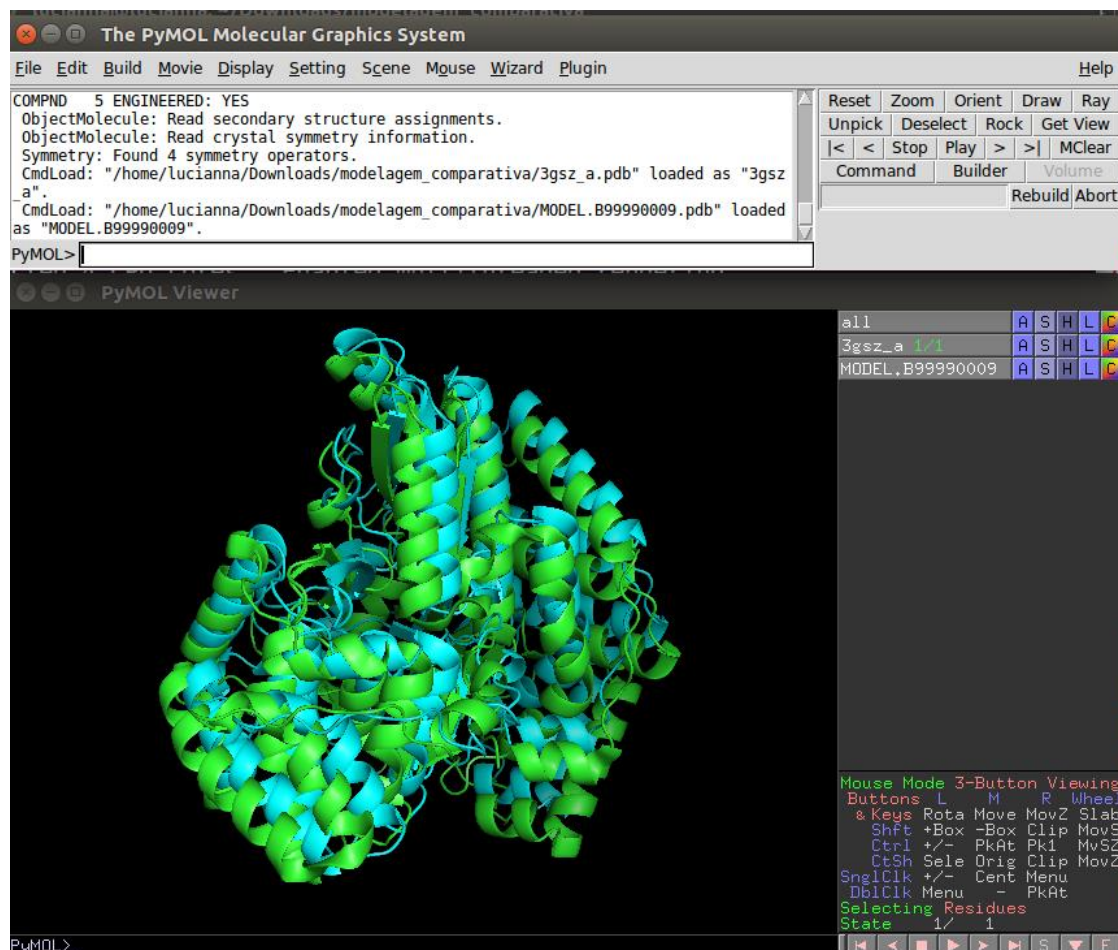 The PyMOL Molecular Graphics System
File Edit Build Movie Display Setting Scene Mouse Wizard Plugin Help
COMPND 5 ENGINEERED: YES
ObjectMolecule: Read secondary structure assignments.
ObjectMolecule: Read crystal symmetry information.
Symmetry: Found 4 symmetry operators.
CmdLoad: "/home/lucianna/Downloads/modelagem_comparativa/3gsz_a.pdb" loaded as "3gsz
_a".
CmdLoad: "/home/lucianna/Downloads/modelagem_comparativa/MODEL.B99990009.pdb" loaded
as "MODEL.B99990009".
PyMOL>
Reset Zoom Orient Draw Ray
Unpick Deselect Rock Get View
|< < Stop Play > >| MClear
Command Builder Volume
Rebuild Abort
PyMOL Viewer
all A S H L C
3gsz_a 1/1 A S H L C
MODEL.B99990009 A S H L C
Mouse Mode 3-Button Viewing
Buttons L M R Wheel
& Keys Rota Move MovZ Slab
Shft +Box -Box Clip MovS
Ctrl +/- PkAt Pk1 MvSZ
CtSh Sele Orig Clip MovZ
SnglClk +/- Cent Menu
DblClk Menu - PkAt
Selecting Residues
State 1/ 1
PyMOL>
S F